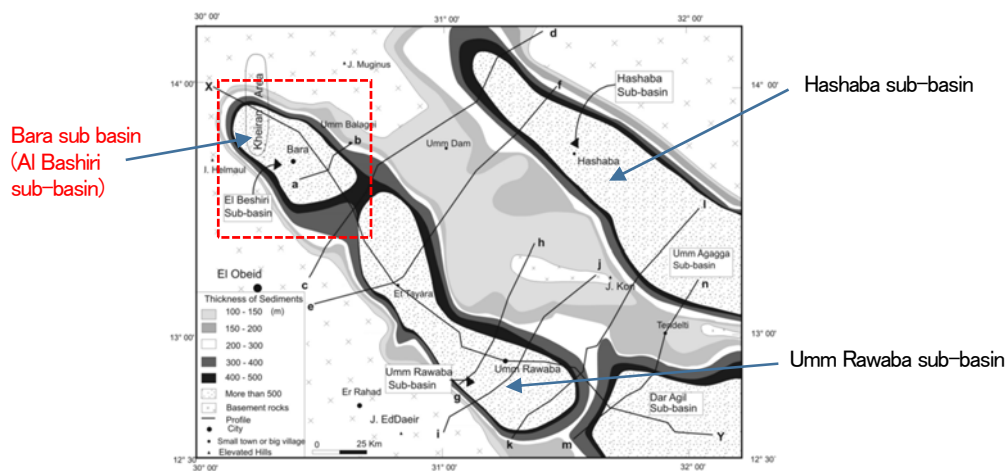 30° 00'
31° 00'
32° 00'
d
J. Muginus
14° 00'
14° 00'
X
Kheiran Area
f
Hashaba
Sub-basin
Hashaba sub-basin
Bara sub basin
(Al Bashiri
sub-basin)
Umm Balagei
b
Umm Dam
Hashaba
Bara
I. Helmaul
a
El Beshiri
Sub-basin
l
h
Umm Agagga
Sub-basin
El Obeid
c
j
J. Kon
n
e
El Tayara
Thickness of Sediments
(m)
100 - 150
150 - 200
200 - 300
300 - 400
400 - 500
More than 500
Basement rocks
Profile
City
Small town or big village
Elevated Hills
Tendelti
13° 00'
13° 00'
Umm Rawaba
Umm Rawaba sub-basin
Umm Rawaba
Sub-basin
g
Dar Agil
Sub-basin
Er Rahad
J. EdDaeir
i
k
m
Y
0 25 Km
12° 30'
12° 30'
30° 00'
31° 00'
32° 00'